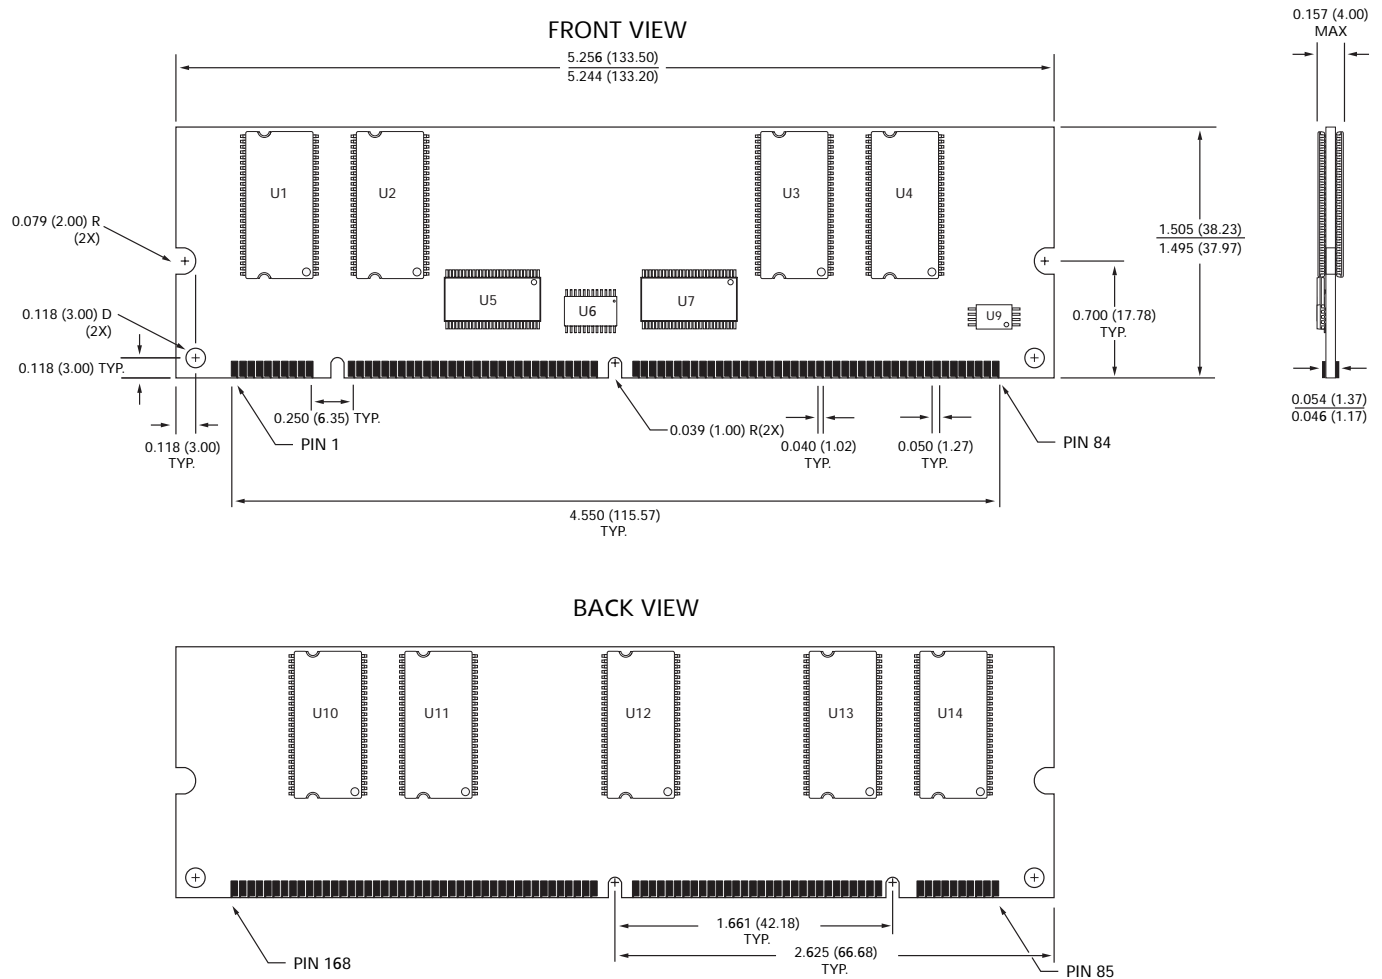 FRONT VIEW
5.256 (133.50)
5.244 (133.20)
0.157 (4.00)
MAX
U1
U2
U3
U4
0.079 (2.00) R
(2X)
1.505 (38.23)
1.495 (37.97)
U5
U6
U7
U9
0.700 (17.78)
TYP.
0.118 (3.00) D
(2X)
0.118 (3.00) TYP.
0.250 (6.35) TYP.
0.118 (3.00)
TYP.
PIN 1
0.039 (1.00) R(2X)
0.040 (1.02)
TYP.
0.050 (1.27)
TYP.
PIN 84
0.054 (1.37)
0.046 (1.17)
4.550 (115.57)
TYP.
BACK VIEW
U10
U11
U12
U13
U14
1.661 (42.18)
TYP.
2.625 (66.68)
TYP.
PIN 168
PIN 85